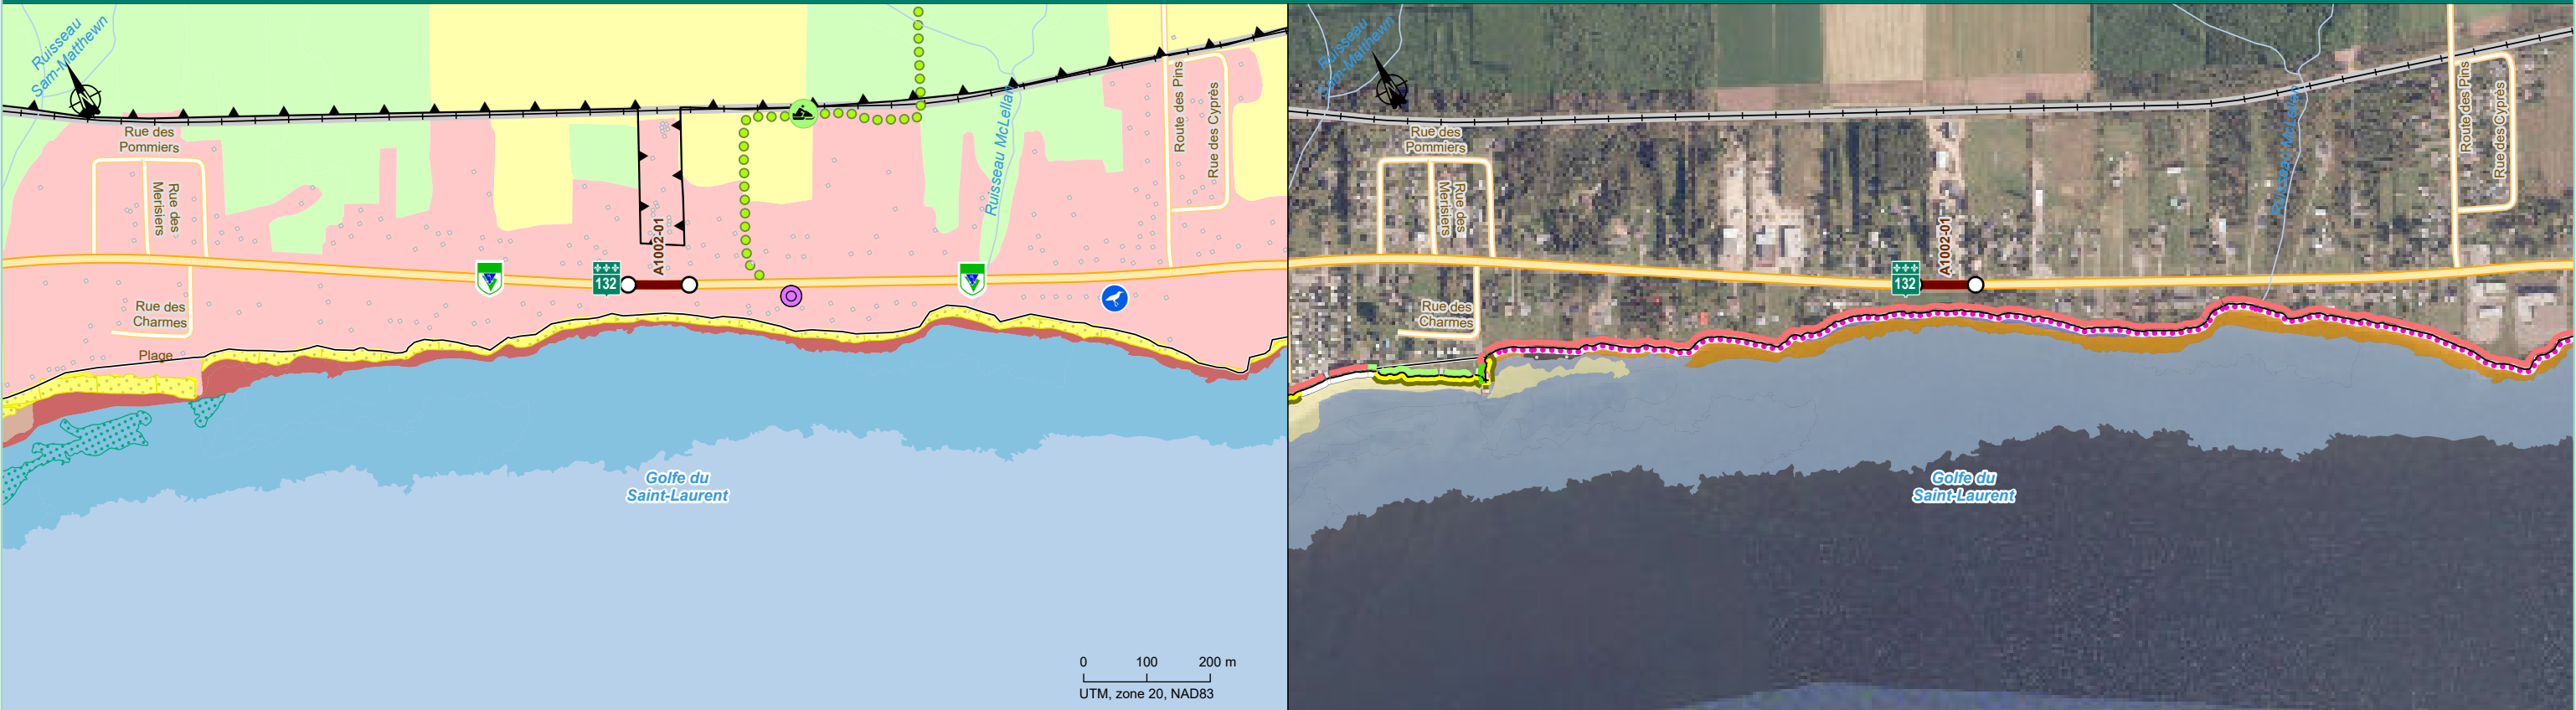 Ruisseau
Sam-Matthewn
Rue des
Pommiers
Rue des
Merisiers
Rue des
Charmes
Plage
132
A1002-01
Ruisseau McLellan
Route des Pins
Rue des Cyprès
Golfe du
Saint-Laurent
0 100 200 m
UTM, zone 20, NAD83
Ruisseau
Sam-Matthewn
Rue des
Pommiers
Rue des
Merisiers
Rue des
Charmes
132
A1002-01
Ruisseau McLellan
Route des Pins
Rue des Cyprès
Golfe du
Saint-Laurent